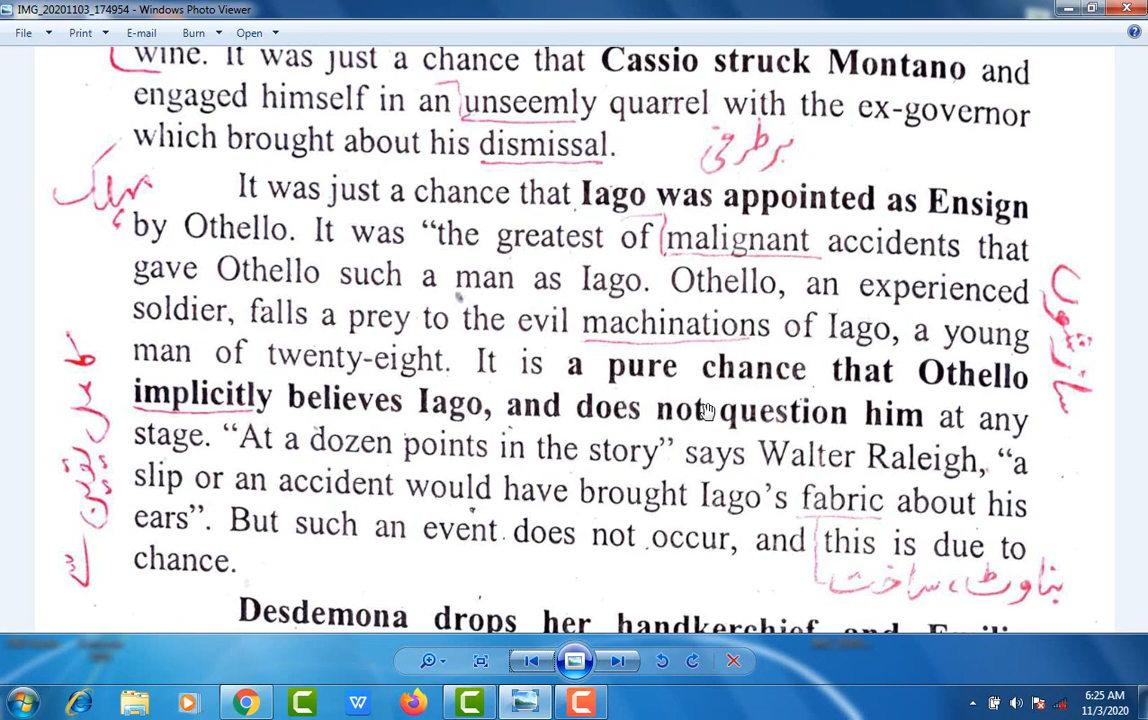 IMG_20201103_174954 - Windows Photo Viewer
File Print E-mail Burn Open
wine. It was just a chance that Cassio struck Montano and
engaged himself in an unseemly quarrel with the ex-governor
which brought about his dismissal.
برطرفی
مہلک
It was just a chance that Iago was appointed as Ensign
by Othello. It was “the greatest of malignant accidents that
gave Othello such a man as Iago. Othello, an experienced
soldier, falls a prey to the evil machinations of Iago, a young
سازشوں
man of twenty-eight. It is a pure chance that Othello
implicitly believes Iago, and does not question him at any
stage. “At a dozen points in the story” says Walter Raleigh, “a
slip or an accident would have brought Iago’s fabric about his
ears”. But such an event does not occur, and this is due to
chance.
بناوٹ، ساخت
Desdemona drops her handkerchief and
6:25 AM
11/3/2020